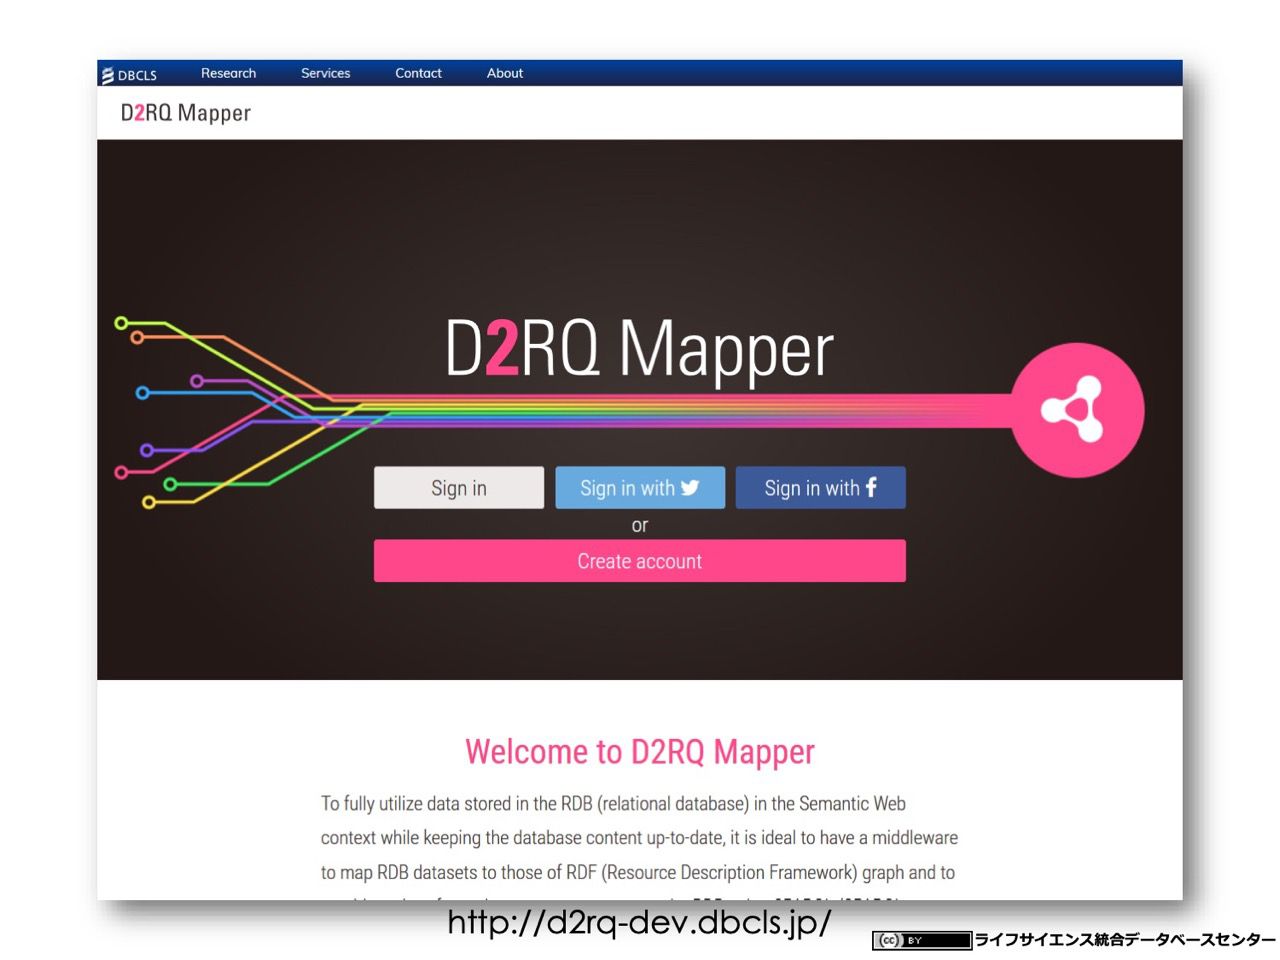 DBCLS Research Services Contact About
D2RQ Mapper
D2RQ Mapper
Sign in Sign in with Sign in with
or
Create account
Welcome to D2RQ Mapper
To fully utilize data stored in the RDB (relational database) in the Semantic Web
context while keeping the database content up-to-date, it is ideal to have a middleware
to map RDB datasets to those of RDF (Resource Description Framework) graph and to
http://d2rq-dev.dbcls.jp/
cc BY ライフサイエンス統合データベースセンター